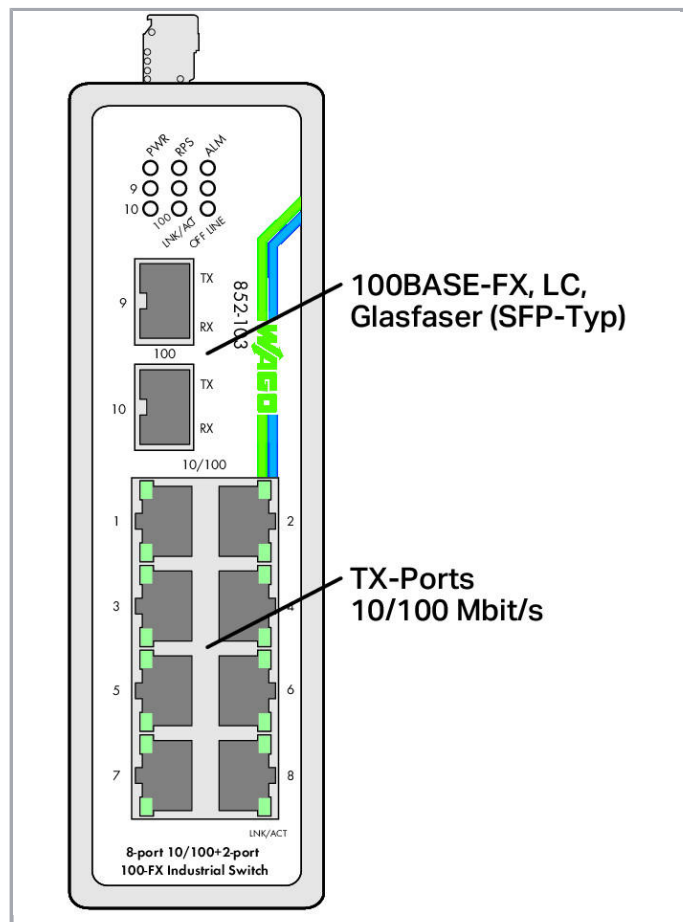 PWR RPS ALM
9
10
100
LNK/ACT
OFF LINE
TX
9
RX
100
TX
10
RX
852-103
WAGO
100BASE-FX, LC,
Glasfaser (SFP-Typ)
10/100
1 2
3 4
5 6
7 8
TX-Ports
10/100 Mbit/s
LNK/ACT
8-port 10/100+2-port
100-FX Industrial Switch